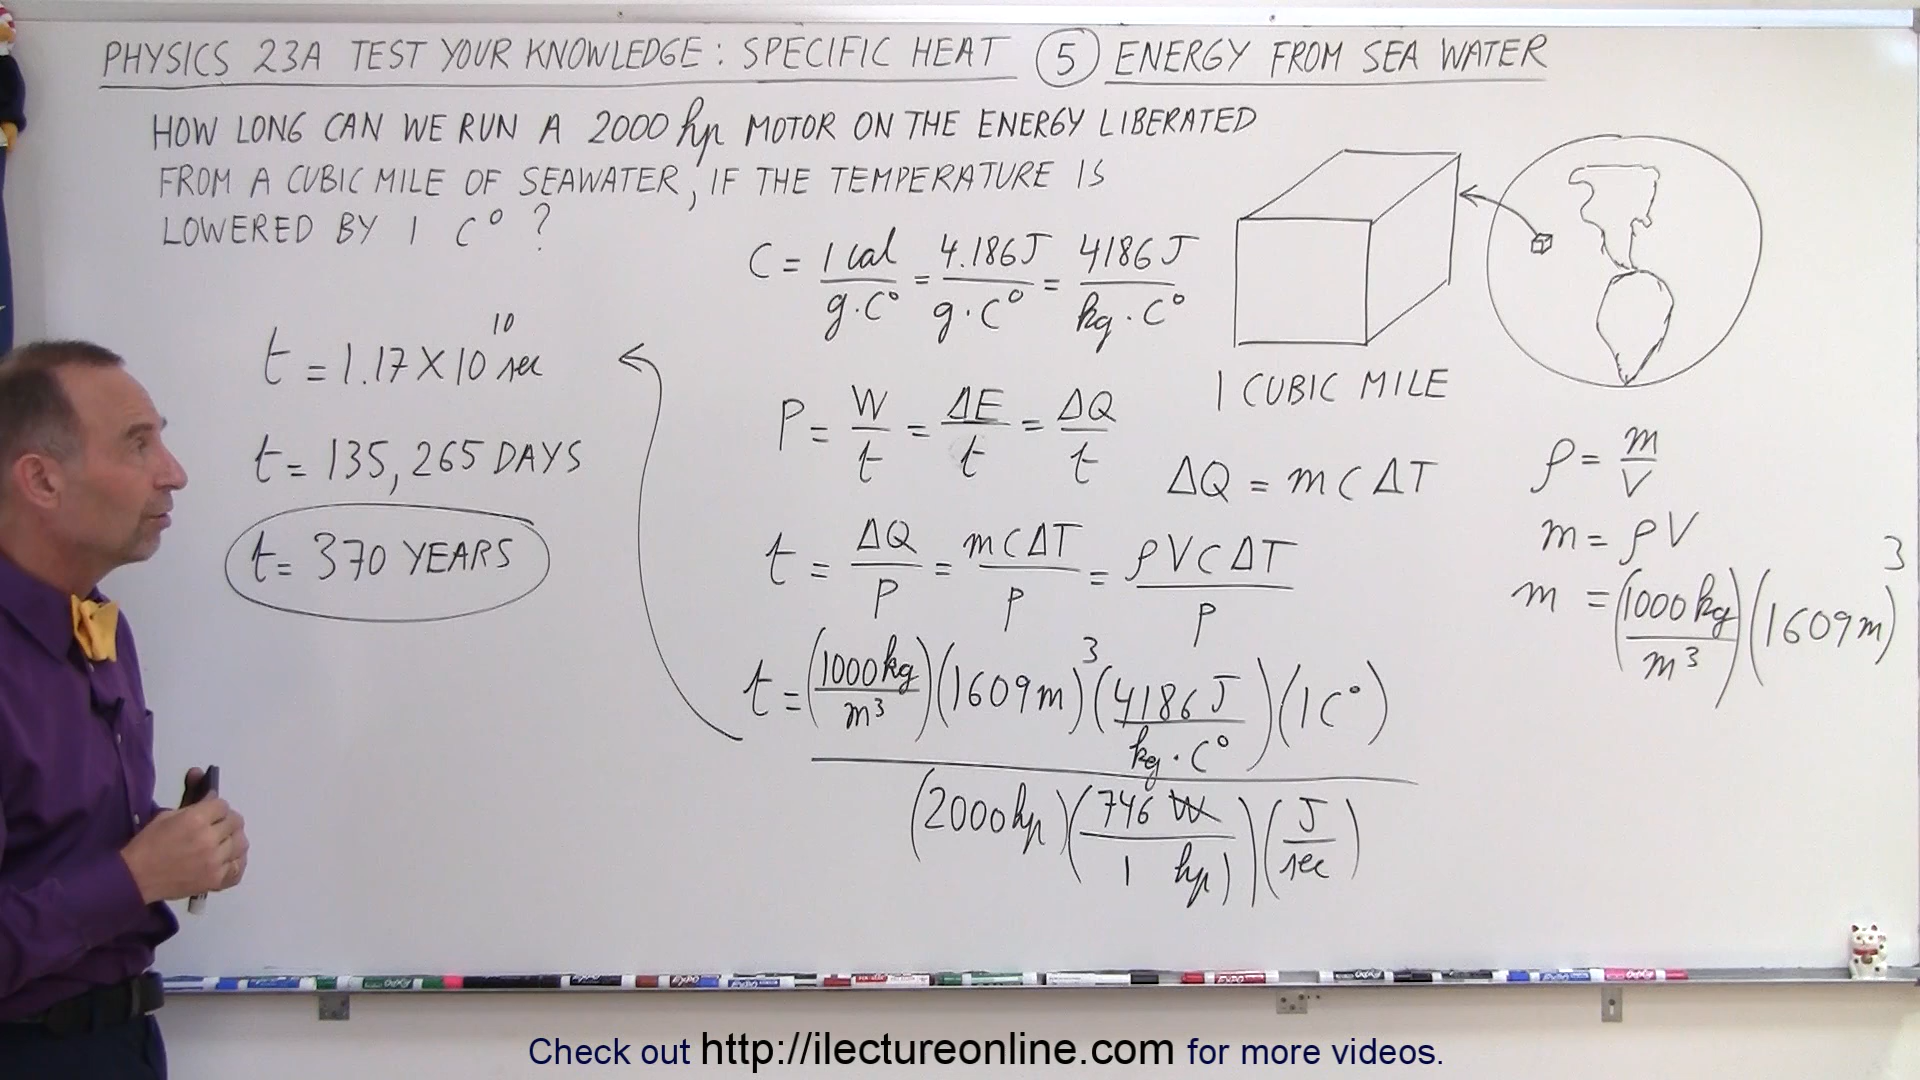 PHYSICS 23A TEST YOUR KNOWLEDGE: SPECIFIC HEAT (5) ENERGY FROM SEA WATER
HOW LONG CAN WE RUN A 2000 hp MOTOR ON THE ENERGY LIBERATED
FROM A CUBIC MILE OF SEAWATER, IF THE TEMPERATURE IS
LOWERED BY 1 C° ?
C = 1 cal / g·C° = 4.186 J / g·C° = 4186 J / kg·C°
1 CUBIC MILE
t = 1.17 X 10^10 sec
t = 135,265 DAYS
t = 370 YEARS
P = W/t = ΔE/t = ΔQ/t
ΔQ = m C ΔT
t = ΔQ/P = m C ΔT/P = ρ V C ΔT/P
t = (1000 kg/m³)(1609 m)³(4186 J/kg·C°)(1 C°)
(2000 hp)(746 W/1 hp)(J/sec)
ρ = m/V
m = ρ V
m = (1000 kg/m³)(1609 m)³
Check out http://ilectureonline.com for more videos.